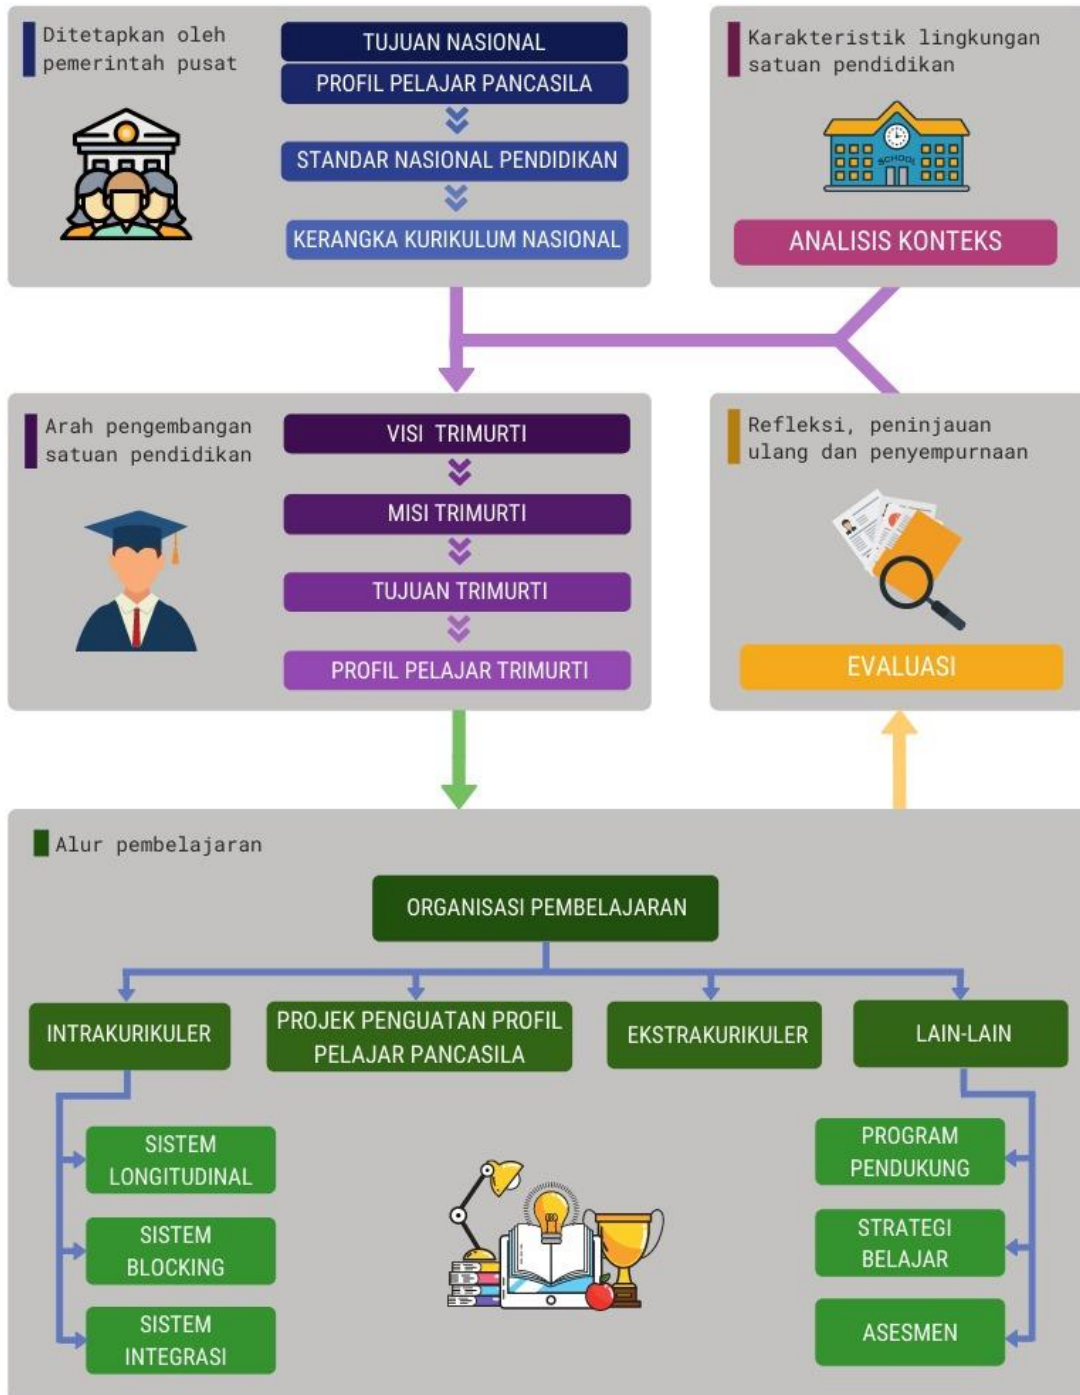 Ditetapkan oleh
pemerintah pusat
TUJUAN NASIONAL
PROFIL PELAJAR PANCASILA
STANDAR NASIONAL PENDIDIKAN
KERANGKA KURIKULUM NASIONAL
Karakteristik lingkungan
satuan pendidikan
SCHOOL
ANALISIS KONTEKS
Arah pengembangan
satuan pendidikan
VISI TRIMURTI
MISI TRIMURTI
TUJUAN TRIMURTI
PROFIL PELAJAR TRIMURTI
Refleksi, peninjauan
ulang dan penyempurnaan
EVALUASI
Alur pembelajaran
ORGANISASI PEMBELAJARAN
INTRAKURIKULER
PROJEK PENGUATAN PROFIL
PELAJAR PANCASILA
EKSTRAKURIKULER
LAIN-LAIN
SISTEM
LONGITUDINAL
SISTEM
BLOCKING
SISTEM
INTEGRASI
PROGRAM
PENDUKUNG
STRATEGI
BELAJAR
ASESMEN